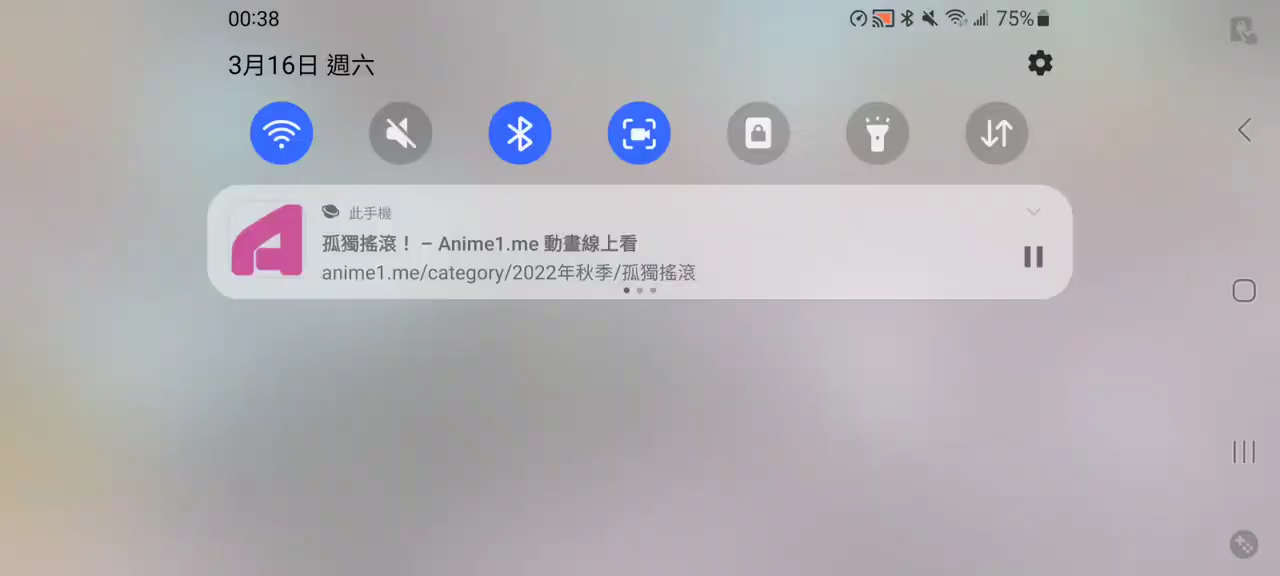 00:38
75%
3月16日 週六
此手機
孤獨搖滾！ – Anime1.me 動畫線上看
anime1.me/category/2022年秋季/孤獨搖滾